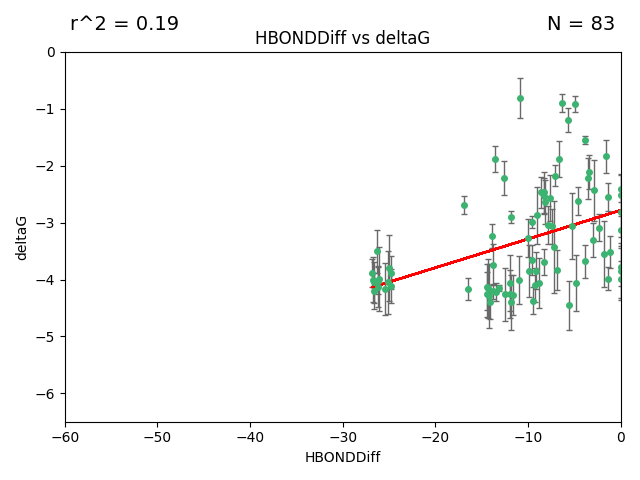 r^2 = 0.19
N = 83
HBONDDiff vs deltaG
deltaG
0
−1
−2
−3
−4
−5
−6
−60
−50
−40
−30
−20
−10
0
HBONDDiff